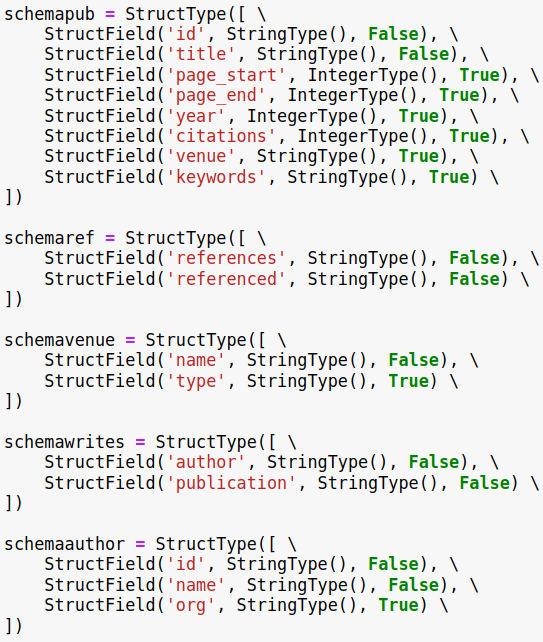 schemapub = StructType([ \
    StructField('id', StringType(), False), \
    StructField('title', StringType(), False), \
    StructField('page_start', IntegerType(), True), \
    StructField('page_end', IntegerType(), True), \
    StructField('year', IntegerType(), True), \
    StructField('citations', IntegerType(), True), \
    StructField('venue', StringType(), True), \
    StructField('keywords', StringType(), True) \
])
schemaref = StructType([ \
    StructField('references', StringType(), False), \
    StructField('referenced', StringType(), False) \
])
schemavenue = StructType([ \
    StructField('name', StringType(), False), \
    StructField('type', StringType(), True) \
])
schemawrites = StructType([ \
    StructField('author', StringType(), False), \
    StructField('publication', StringType(), False) \
])
schemaauthor = StructType([ \
    StructField('id', StringType(), False), \
    StructField('name', StringType(), False), \
    StructField('org', StringType(), True) \
])